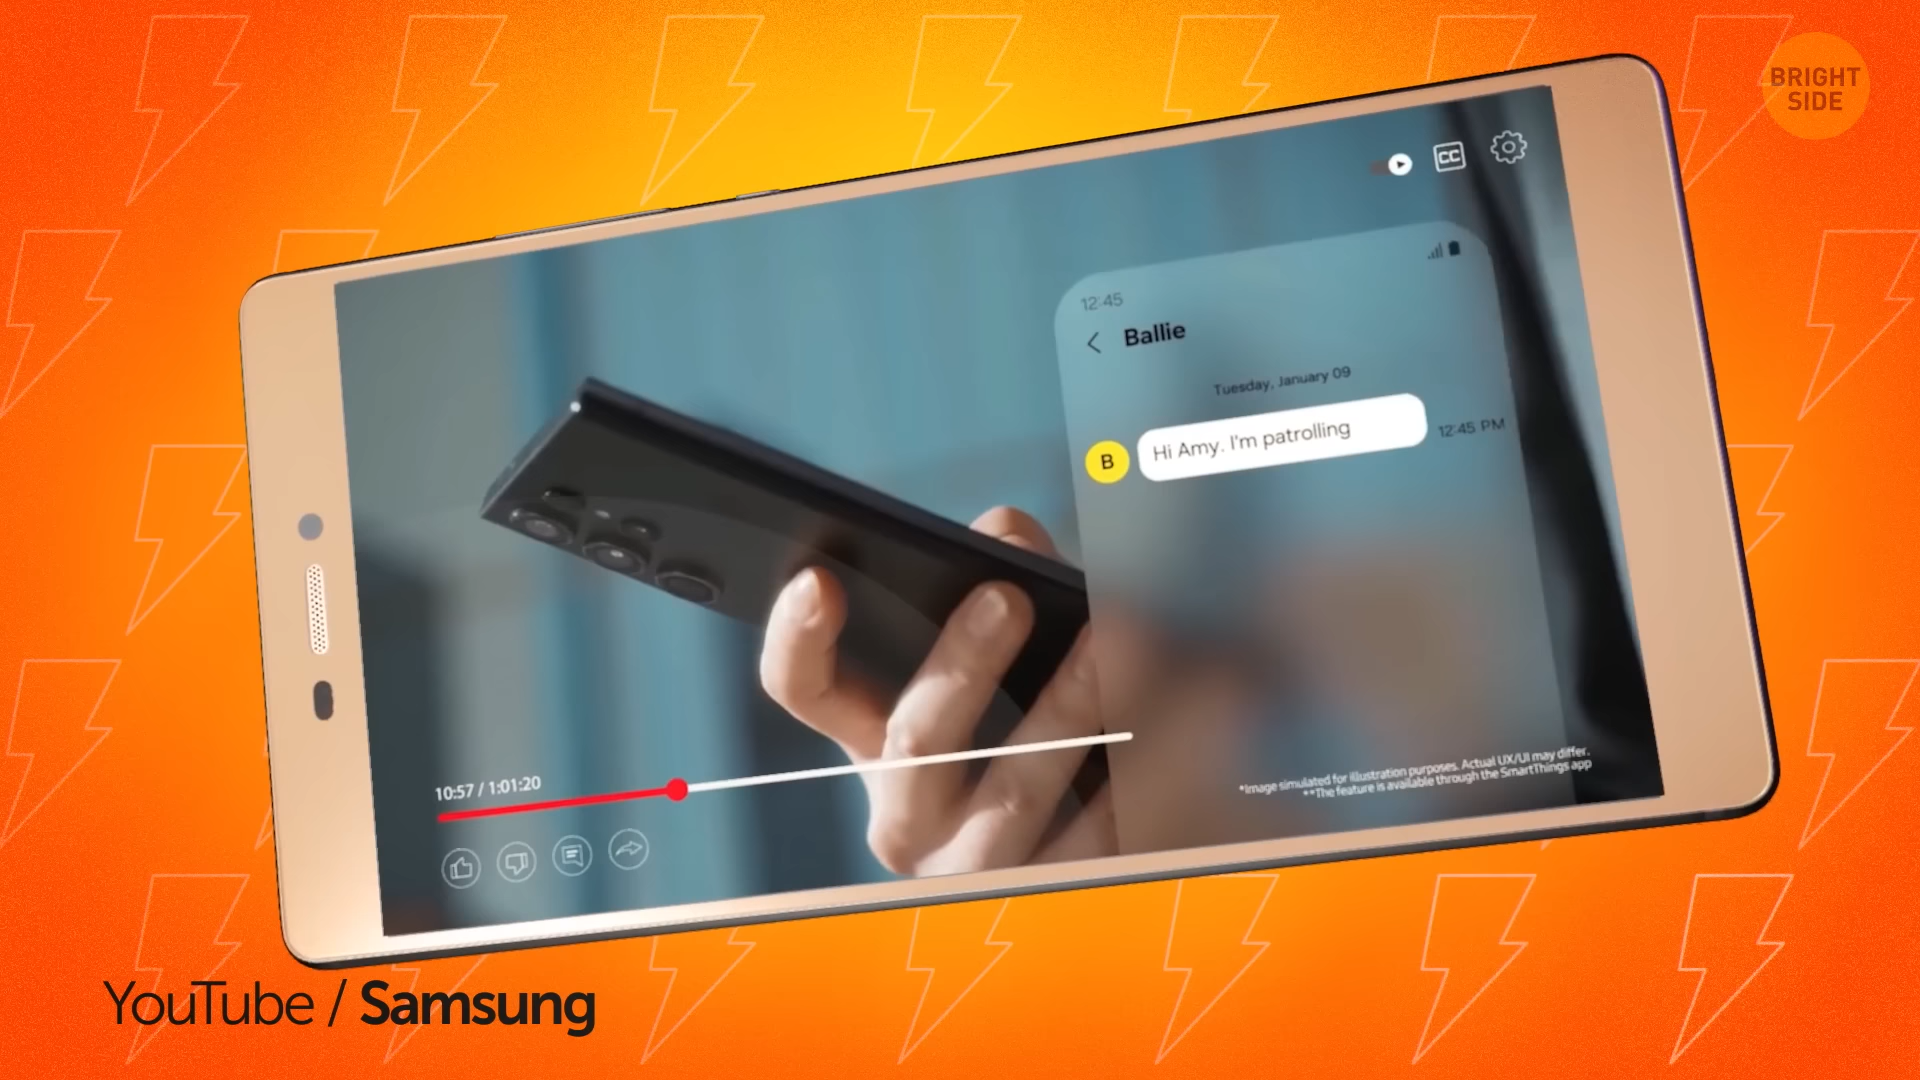 BRIGHT
SIDE
CC
12:45
Ballie
Tuesday, January 09
B
Hi Amy. I'm patrolling
12:45 PM
10:57 / 1:01:20
*Image simulated for illustration purposes. Actual UX/UI may differ.
**The feature is available through the SmartThings app
YouTube / Samsung